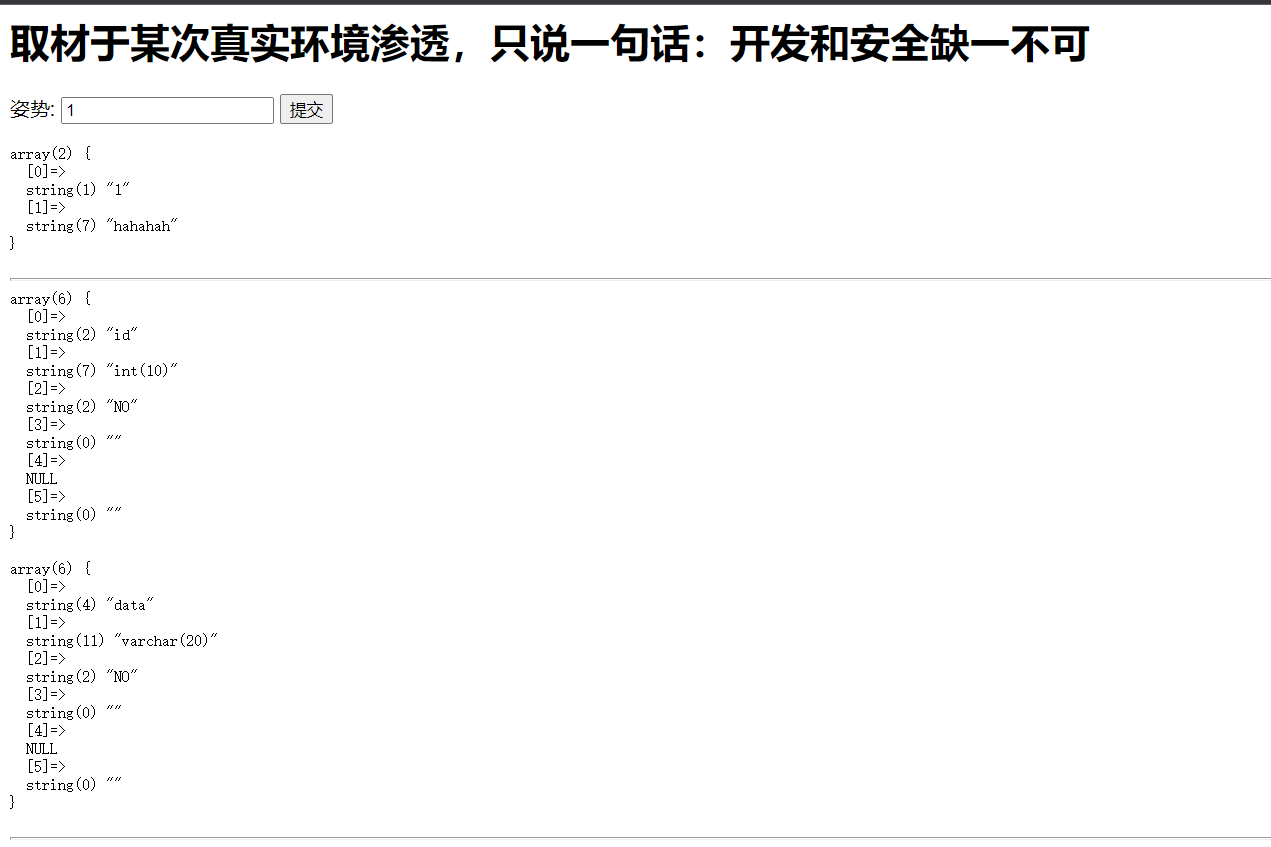 取材于某次真实环境渗透，只说一句话：开发和安全缺一不可
姿势: 1 提交
array(2) {
  [0]=>
  string(1) "1"
  [1]=>
  string(7) "hahahah"
}
array(6) {
  [0]=>
  string(2) "id"
  [1]=>
  string(7) "int(10)"
  [2]=>
  string(2) "NO"
  [3]=>
  string(0) ""
  [4]=>
  NULL
  [5]=>
  string(0) ""
}
array(6) {
  [0]=>
  string(4) "data"
  [1]=>
  string(11) "varchar(20)"
  [2]=>
  string(2) "NO"
  [3]=>
  string(0) ""
  [4]=>
  NULL
  [5]=>
  string(0) ""
}